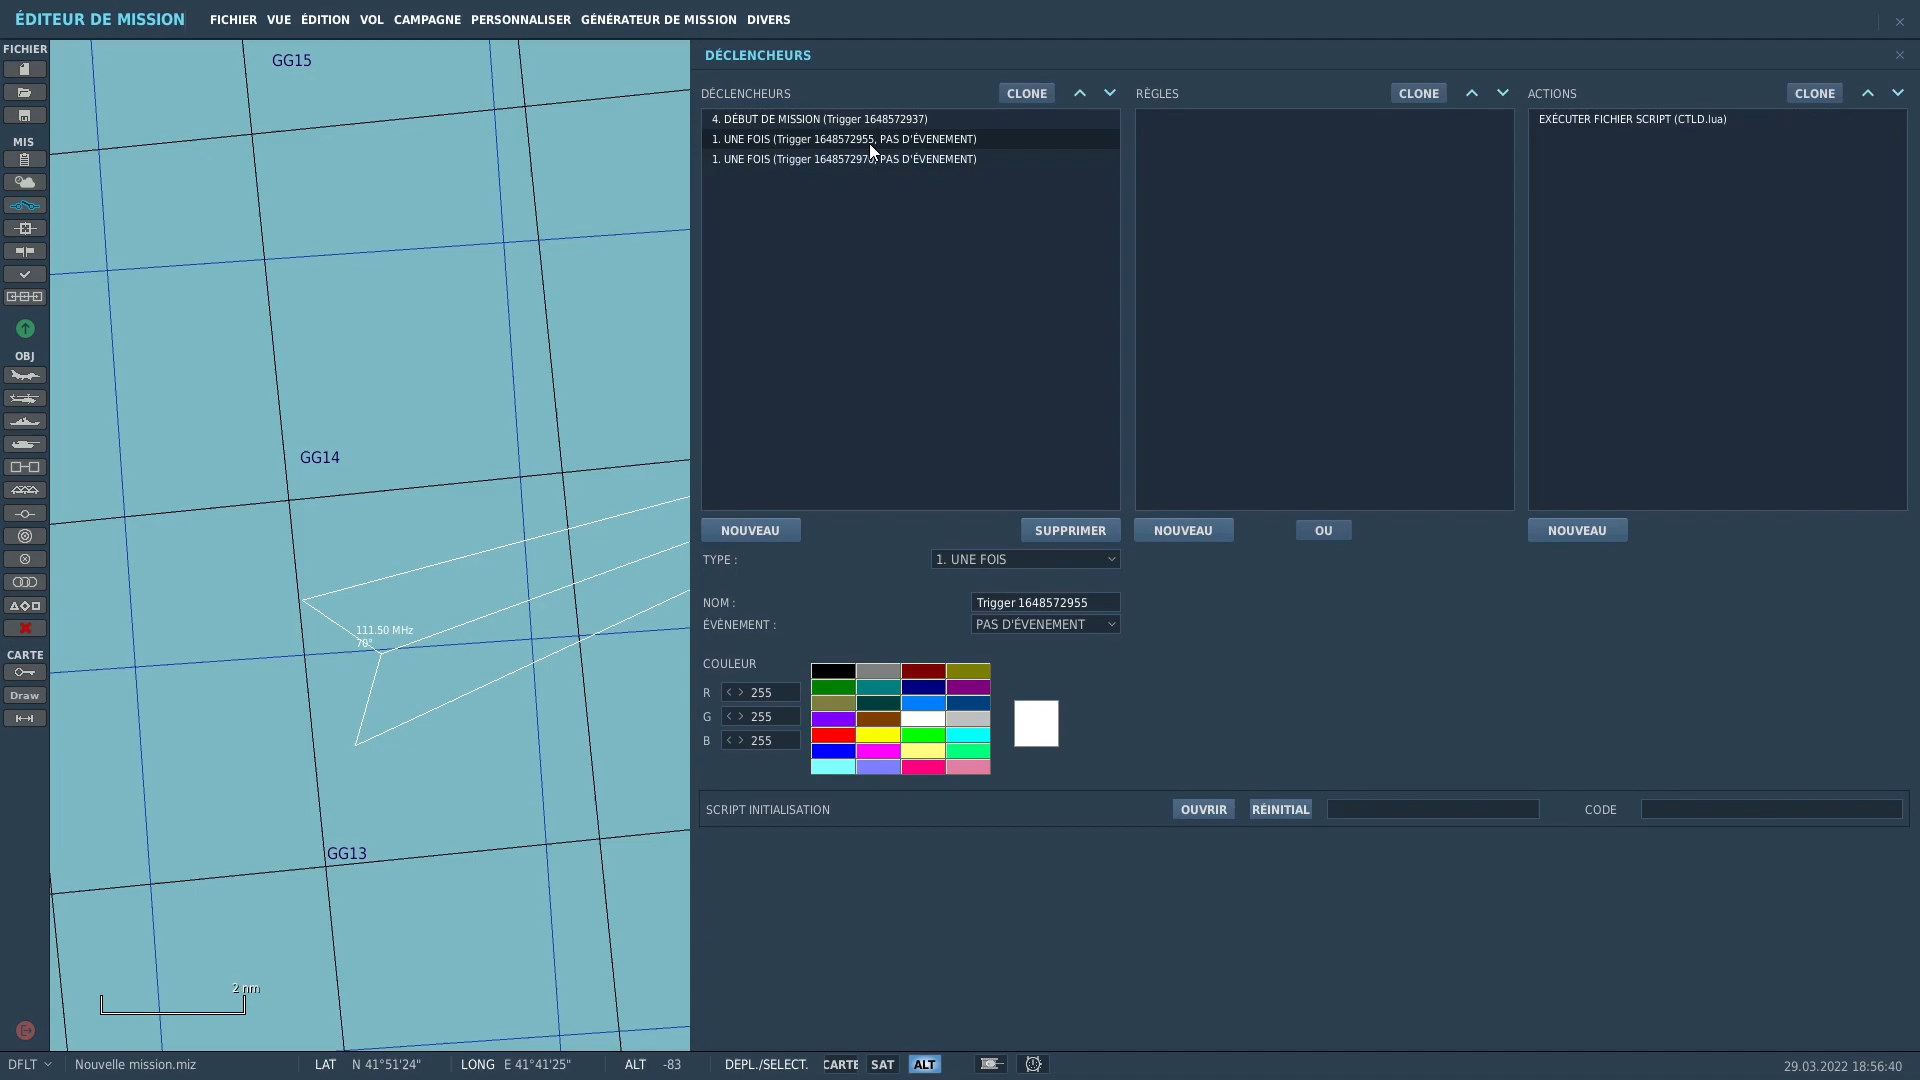 ÉDITEUR DE MISSION FICHIER VUE ÉDITION VOL CAMPAGNE PERSONNALISER GÉNÉRATEUR DE MISSION DIVERS
FICHIER
MIS
OBJ
CARTE
Draw
GG15
GG14
111.50 MHz
70°
GG13
2 nm
DÉCLENCHEURS
DÉCLENCHEURS CLONE
4. DÉBUT DE MISSION (Trigger 1648572937)
1. UNE FOIS (Trigger 1648572955, PAS D'ÉVENEMENT)
1. UNE FOIS (Trigger 1648572970, PAS D'ÉVENEMENT)
NOUVEAU SUPPRIMER
RÈGLES CLONE
NOUVEAU OU
ACTIONS CLONE
EXÉCUTER FICHIER SCRIPT (CTLD.lua)
NOUVEAU
TYPE : 1. UNE FOIS
NOM : Trigger 1648572955
ÉVÈNEMENT : PAS D'ÉVENEMENT
COULEUR
R < > 255
G < > 255
B < > 255
SCRIPT INITIALISATION OUVRIR RÉINITIAL CODE
DFLT Nouvelle mission.miz LAT N 41°51'24" LONG E 41°41'25" ALT -83 DEPL./SELECT. CARTE SAT ALT 29.03.2022 18:56:40